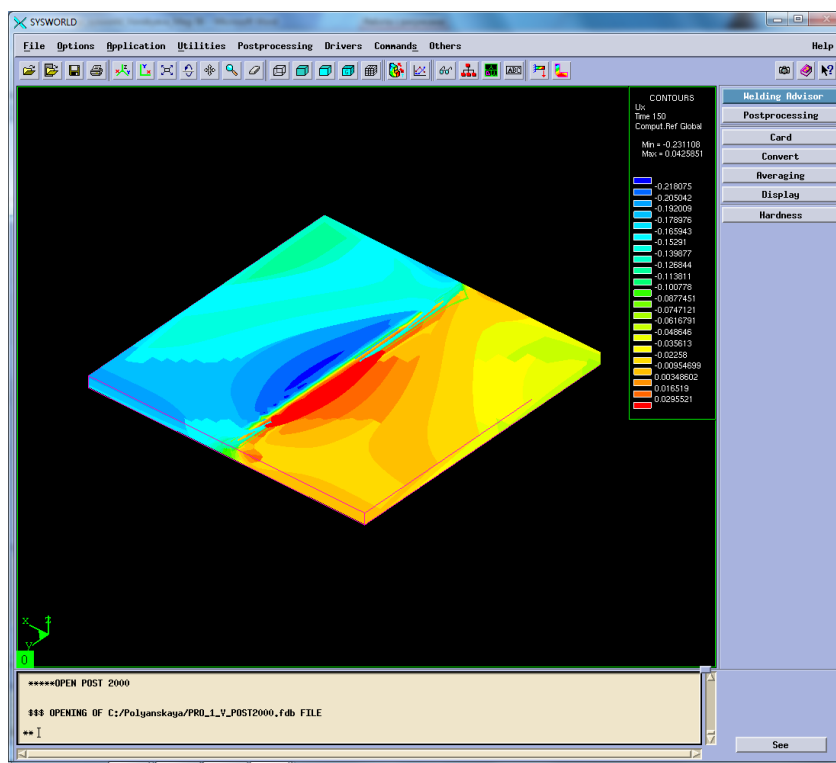 SYSWORLD
File Options Application Utilities Postprocessing Drivers Commands Others Help
ABC
CONTOURS
Ux
Time 150
Comput.Ref Global
Min = -0.231108
Max = 0.0425851
-0.218075
-0.205042
-0.192009
-0.178976
-0.165943
-0.15291
-0.139877
-0.126844
-0.113811
-0.100778
-0.0877451
-0.0747121
-0.0616791
-0.048646
-0.035613
-0.02258
-0.00954699
0.00348602
0.016519
0.0295521
Welding Advisor
Postprocessing
Card
Convert
Averaging
Display
Hardness
X
Z
Y
0
*****OPEN POST 2000
$$$ OPENING OF C:/Polyanskaya/PRO_1_V_POST2000.fdb FILE
**
See